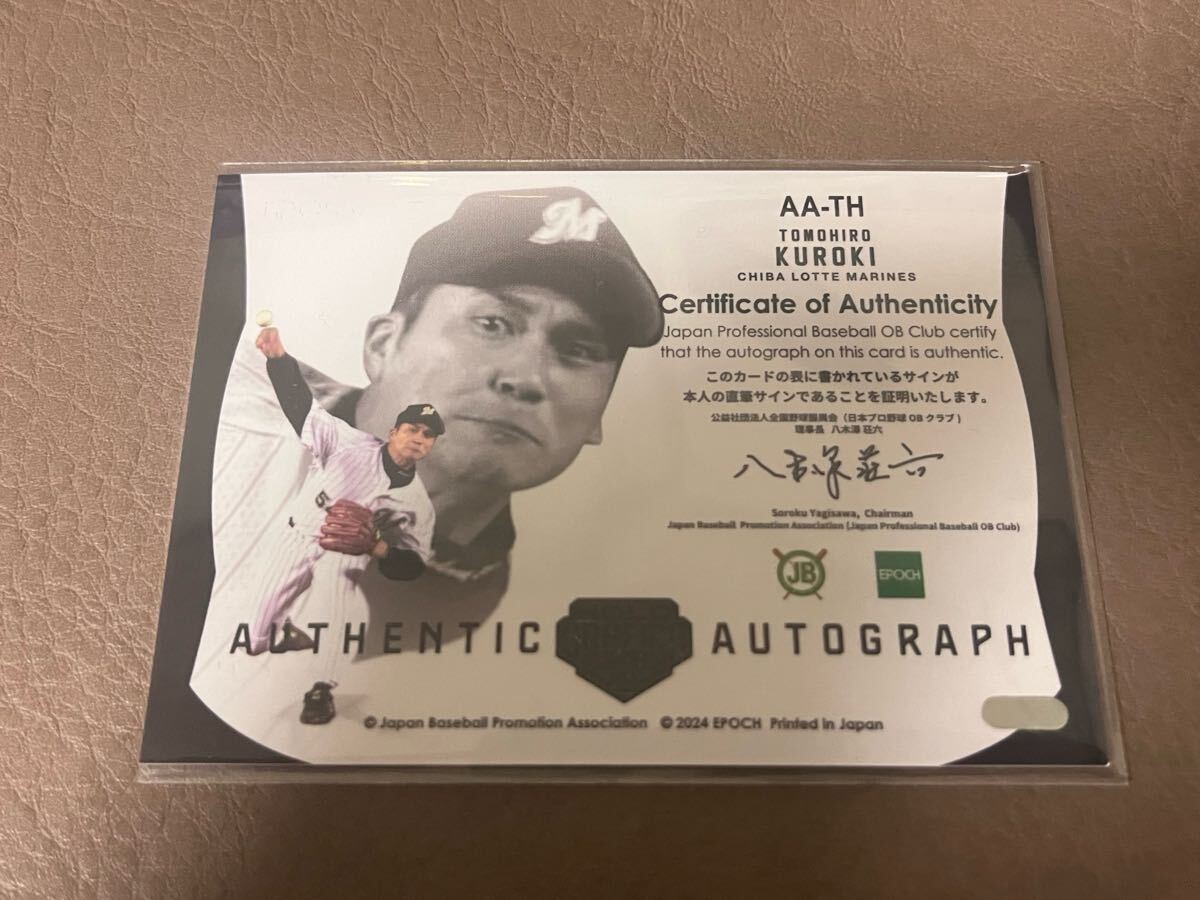 M
AA-TH
TOMOHIRO
KUROKI
CHIBA LOTTE MARINES
Certificate of Authenticity
Japan Professional Baseball OB Club certify
that the autograph on this card is authentic.
このカードの表に書かれているサインが
本人の直筆サインであることを証明いたします。
公益社団法人全国野球振興会（日本プロ野球OBクラブ)
理事長 八木澤 荘六
八木澤荘六
Soroku Yagisawa, Chairman
Japan Baseball Promotion Association (Japan Professional Baseball OB Club)
JB
EPOCH
AUTHENTIC AUTOGRAPH
© Japan Baseball Promotion Association © 2024 EPOCH Printed in Japan